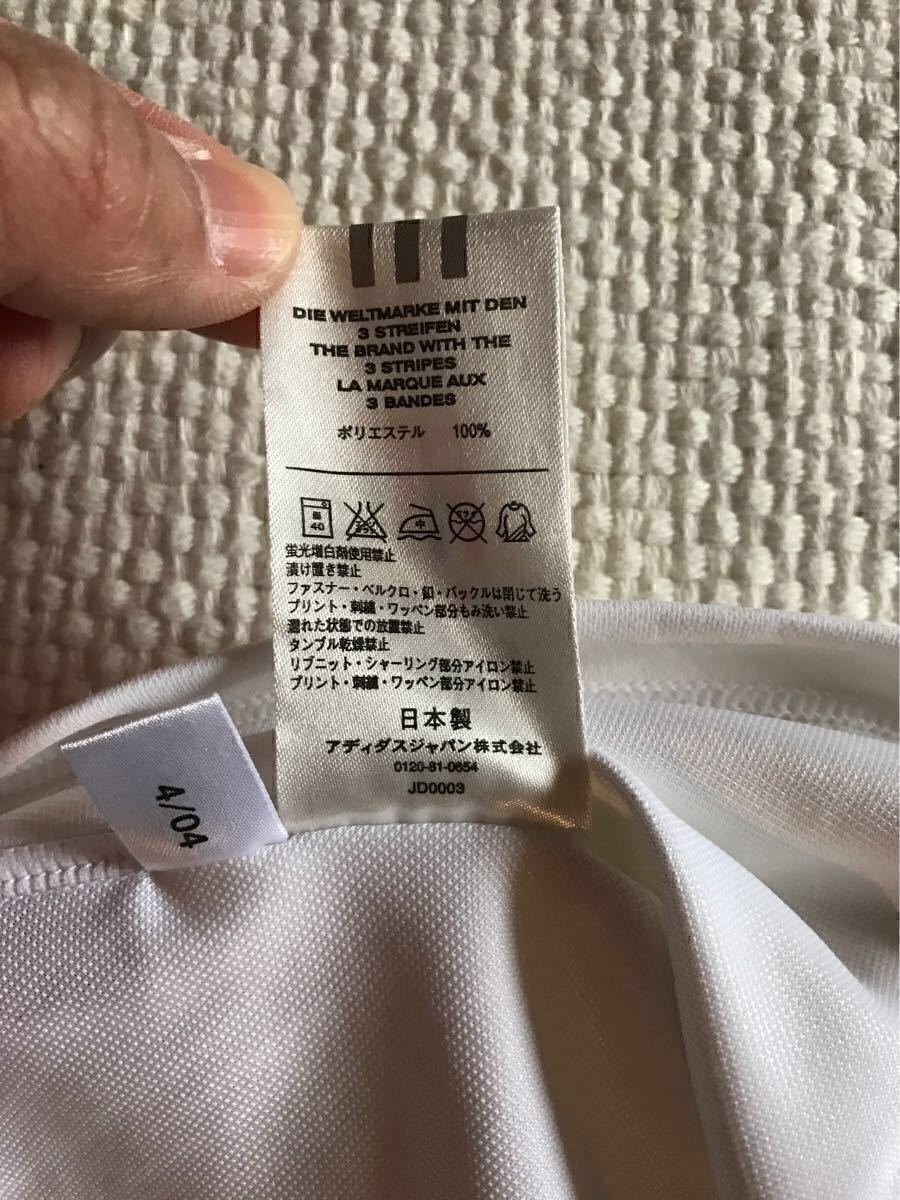 DIE WELTMARKE MIT DEN
3 STREIFEN
THE BRAND WITH THE
3 STRIPES
LA MARQUE AUX
3 BANDES
ポリエステル 100%
40
中
蛍光増白剤使用禁止
漬け置き禁止
ファスナー・ベルクロ・釦・バックルは閉じて洗う
プリント・刺繍・ワッペン部分もみ洗い禁止
濡れた状態での放置禁止
タンブル乾燥禁止
リブニット・シャーリング部分アイロン禁止
プリント・刺繍・ワッペン部分アイロン禁止
日本製
アディダスジャパン株式会社
0120-81-0654
JD0003
4/04